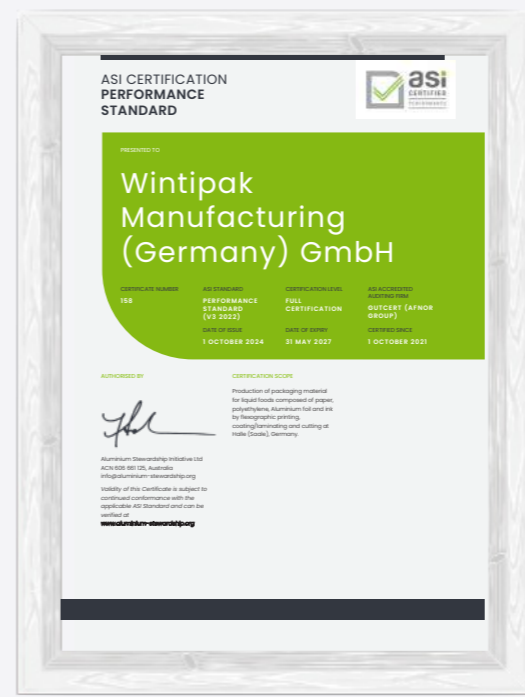 ASI CERTIFICATION
PERFORMANCE
STANDARD
asi
CERTIFIED
PERFORMANCE
PRESENTED TO
Wintipak
Manufacturing
(Germany) GmbH
CERTIFICATE NUMBER
158
ASI STANDARD
PERFORMANCE
STANDARD
(V3 2022)
CERTIFICATION LEVEL
FULL
CERTIFICATION
ASI ACCREDITED
AUDITING FIRM
GUTCERT (AFNOR
GROUP)
DATE OF ISSUE
1 OCTOBER 2024
DATE OF EXPIRY
31 MAY 2027
CERTIFIED SINCE
1 OCTOBER 2021
AUTHORISED BY
Aluminium Stewardship Initiative Ltd
ACN 606 661 125, Australia
info@aluminium-stewardship.org
Validity of this Certificate is subject to
continued conformance with the
applicable ASI Standard and can be
verified at
www.aluminium-stewardship.org
CERTIFICATION SCOPE
Production of packaging material
for liquid foods composed of paper,
polyethylene, Aluminium foil and ink
by flexographic printing,
coating/laminating and cutting at
Halle (Saale), Germany.